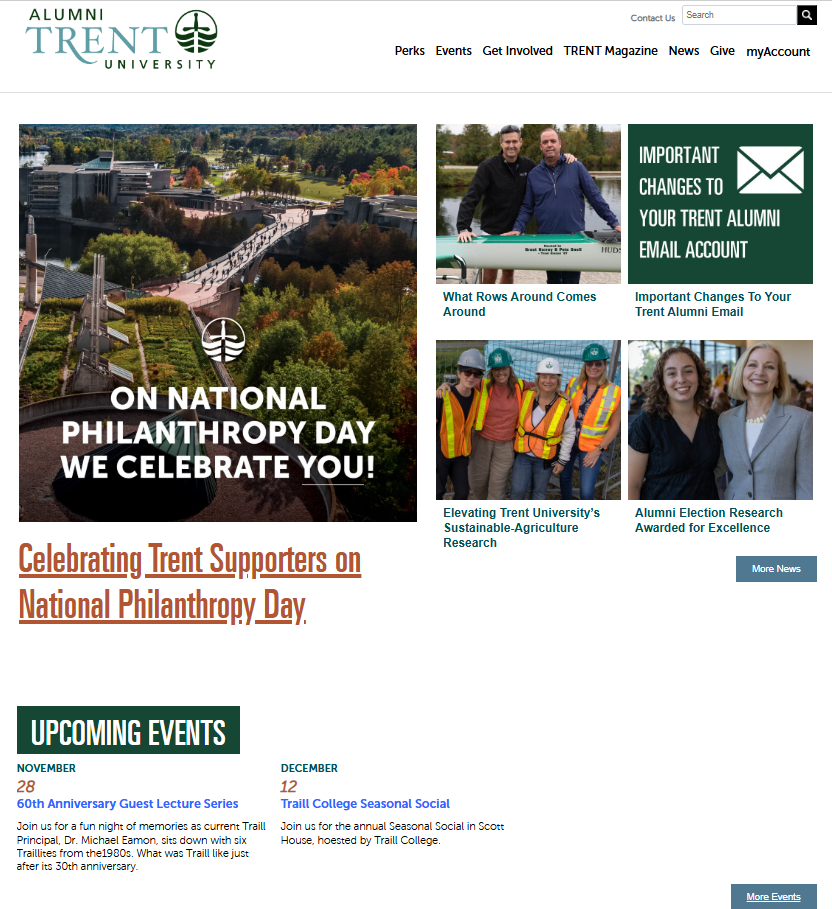 ALUMNI
TRENT
UNIVERSITY
Contact Us
Search
Perks Events Get Involved TRENT Magazine News Give myAccount
ON NATIONAL
PHILANTHROPY DAY
WE CELEBRATE YOU!
Celebrating Trent Supporters on
National Philanthropy Day
HUDS
What Rows Around Comes
Around
IMPORTANT
CHANGES TO
YOUR TRENT ALUMNI
EMAIL ACCOUNT
Important Changes To Your
Trent Alumni Email
Elevating Trent University's
Sustainable-Agriculture
Research
Alumni Election Research
Awarded for Excellence
More News
UPCOMING EVENTS
NOVEMBER
28
60th Anniversary Guest Lecture Series
Join us for a fun night of memories as current Traill
Principal, Dr. Michael Eamon, sits down with six
Traillites from the1980s. What was Traill like just
after its 30th anniversary.
DECEMBER
12
Traill College Seasonal Social
Join us for the annual Seasonal Social in Scott
House, hoested by Traill College.
More Events